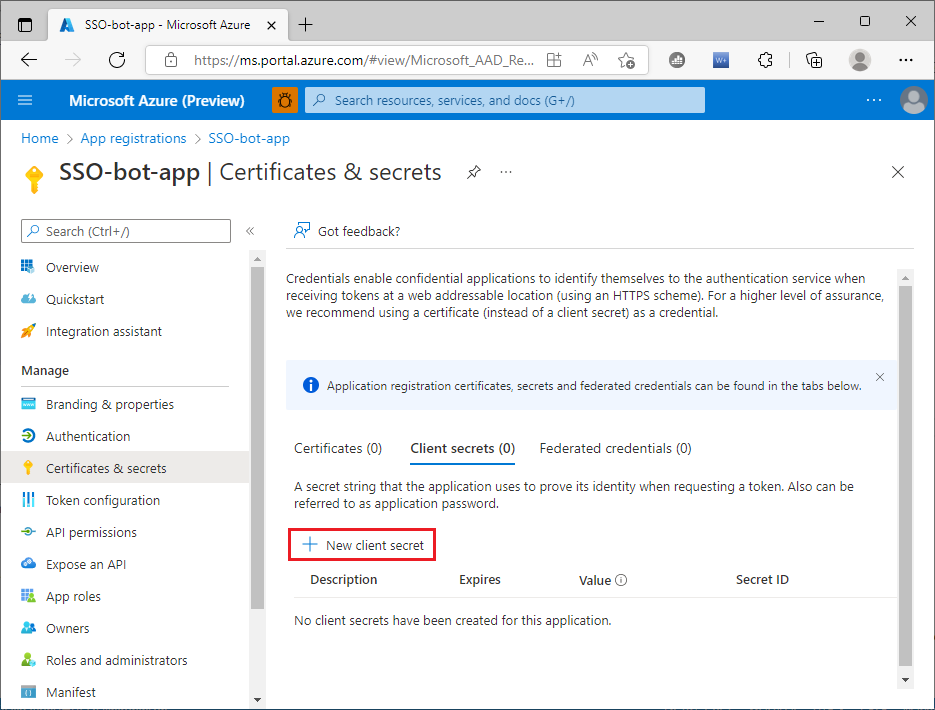 SSO-bot-app - Microsoft Azure
https://ms.portal.azure.com/#view/Microsoft_AAD_Re...
W+
Microsoft Azure (Preview)
Search resources, services, and docs (G+/)
Home > App registrations > SSO-bot-app
SSO-bot-app | Certificates & secrets
Search (Ctrl+/)
Overview
Quickstart
Integration assistant
Manage
Branding & properties
Authentication
Certificates & secrets
Token configuration
API permissions
Expose an API
App roles
Owners
Roles and administrators
Manifest
Got feedback?
Credentials enable confidential applications to identify themselves to the authentication service when
receiving tokens at a web addressable location (using an HTTPS scheme). For a higher level of assurance,
we recommend using a certificate (instead of a client secret) as a credential.
Application registration certificates, secrets and federated credentials can be found in the tabs below.
Certificates (0) Client secrets (0) Federated credentials (0)
A secret string that the application uses to prove its identity when requesting a token. Also can be
referred to as application password.
New client secret
Description Expires Value Secret ID
No client secrets have been created for this application.